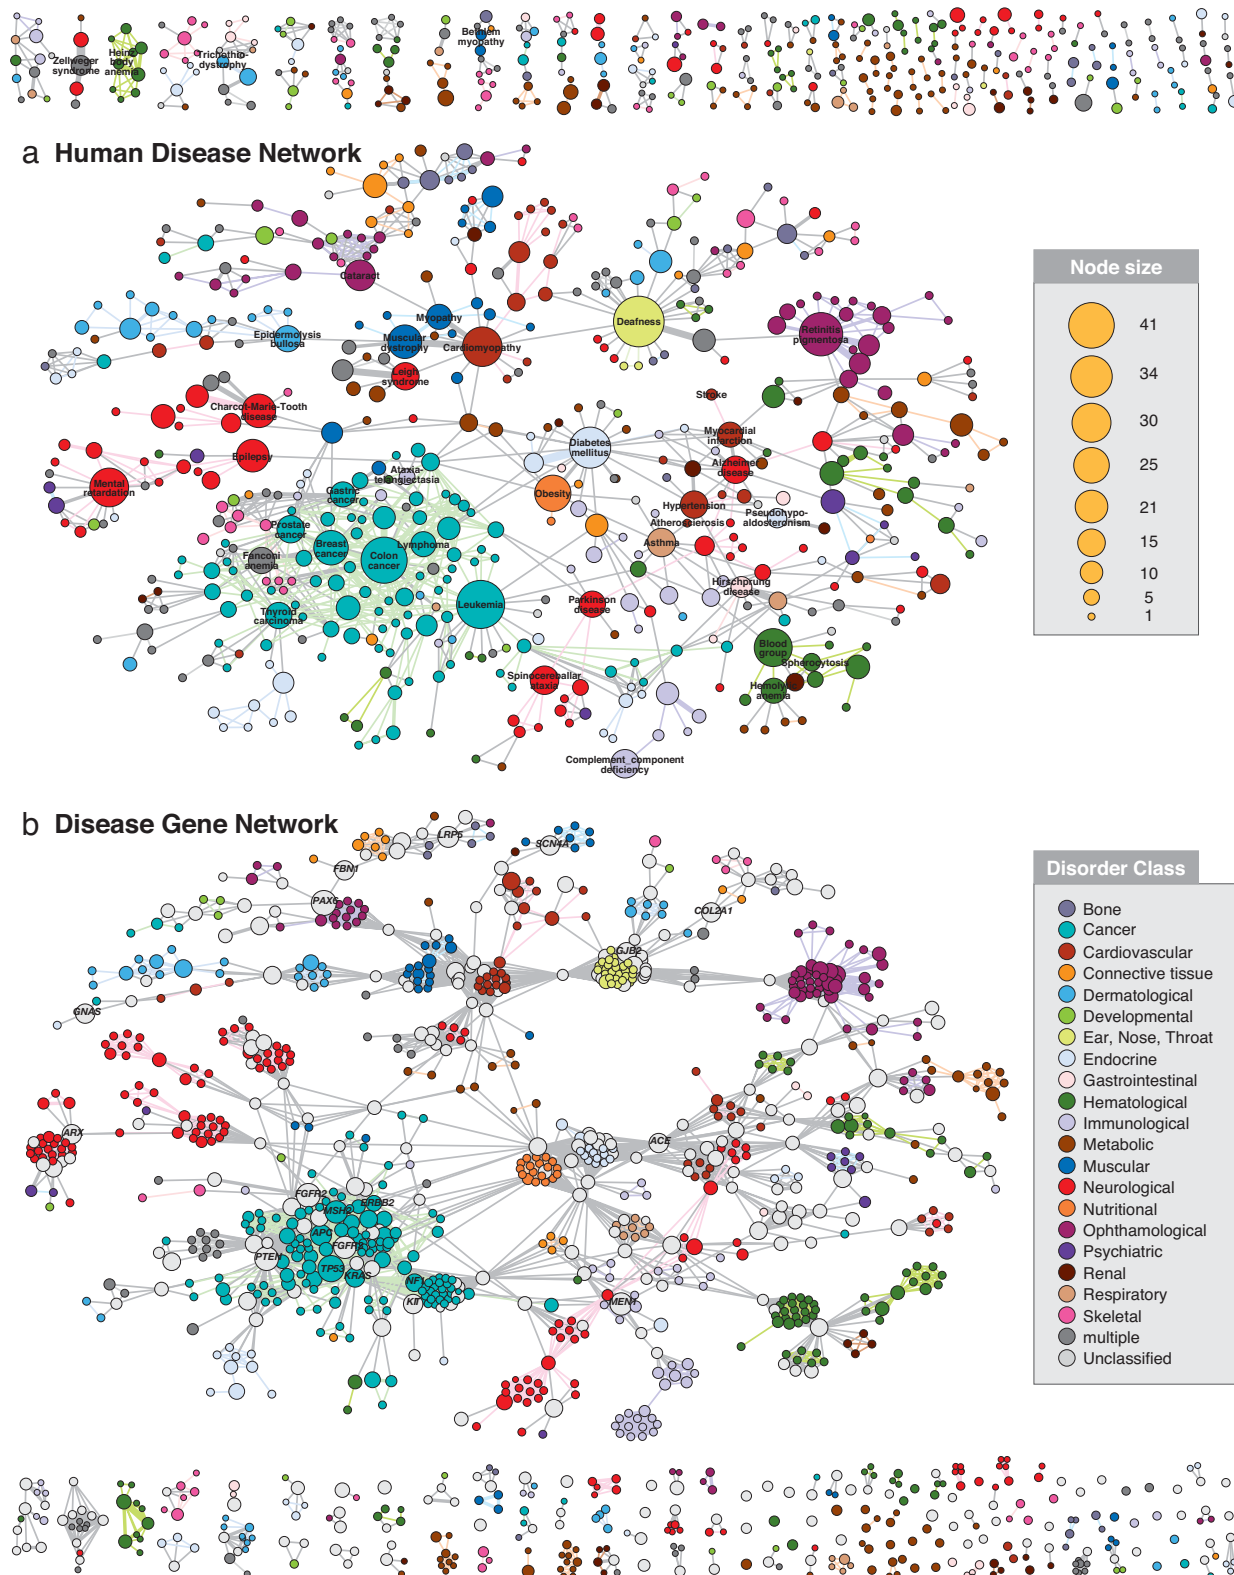 Zellweger
syndrome
Heinz
body
anemia
Trichothio-
dystrophy
Bethlem
myopathy
a Human Disease Network
Cataract
Myopathy
Epidermolysis
bullosa
Muscular
dystrophy
Cardiomyopathy
Leigh
syndrome
Deafness
Retinitis
pigmentosa
Charcot-Marie-Tooth
disease
Stroke
Myocardial
infarction
Diabetes
mellitus
Epilepsy
Alzheimer
disease
Mental
retardation
Ataxia-
telangiectasia
Gastric
cancer
Obesity
Hypertension
Pseudohypo-
aldosteronism
Atherosclerosis
Prostate
cancer
Breast
cancer
Lymphoma
Colon
cancer
Asthma
Fanconi
anemia
Hirschprung
disease
Thyroid
carcinoma
Leukemia
Parkinson
disease
Blood
group
Spherocytosis
Spinocereballar
ataxia
Hemolytic
anemia
Complement_component
deficiency
Node size
41
34
30
25
21
15
10
5
1
b Disease Gene Network
LRP5
SCN4A
FBN1
PAX6
COL2A1
GJB2
GNAS
ARX
ACE
FGFR2
ERBB2
MSH2
APC
FGFR3
PTEN
TP53
KRAS
NF1
KIT
MEN1
Disorder Class
Bone
Cancer
Cardiovascular
Connective tissue
Dermatological
Developmental
Ear, Nose, Throat
Endocrine
Gastrointestinal
Hematological
Immunological
Metabolic
Muscular
Neurological
Nutritional
Ophthamological
Psychiatric
Renal
Respiratory
Skeletal
multiple
Unclassified